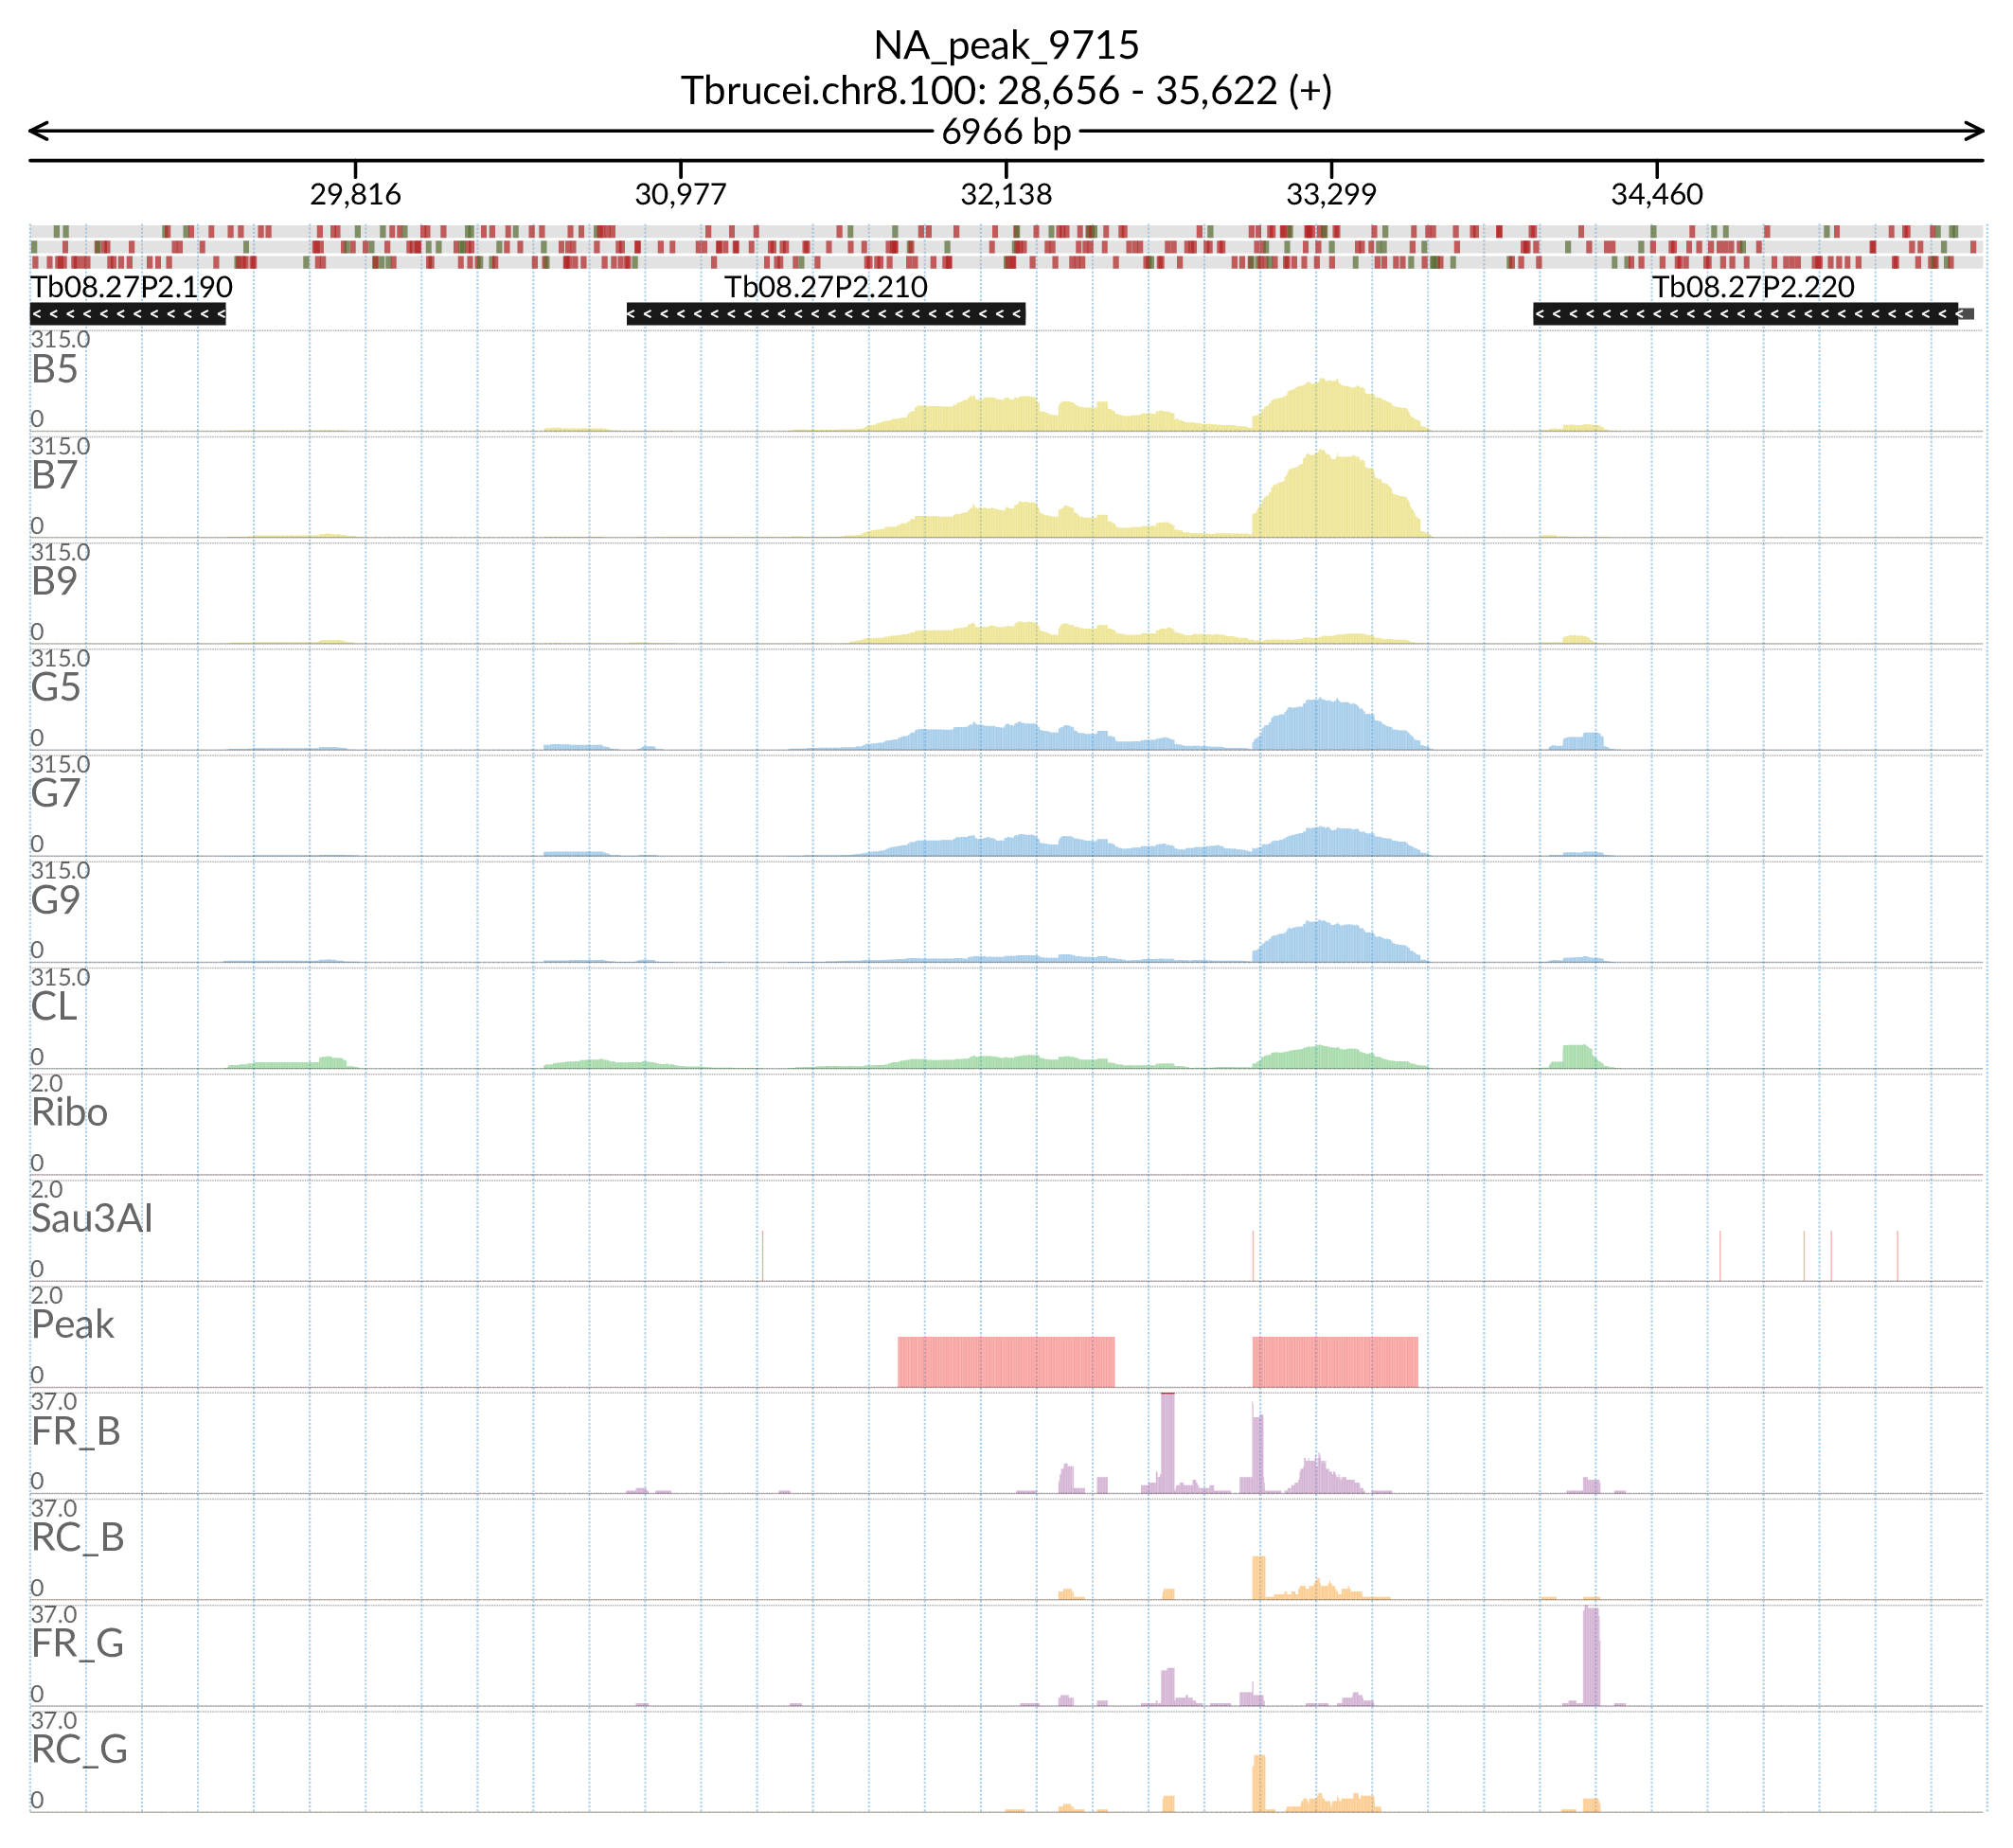 NA_peak_9715
Tbrucei.chr8.100: 28,656 - 35,622 (+)
6966 bp
29,816 30,977 32,138 33,299 34,460
Tb08.27P2.190 Tb08.27P2.210 Tb08.27P2.220
315.0
B5
0
315.0
B7
0
315.0
B9
0
315.0
G5
0
315.0
G7
0
315.0
G9
0
315.0
CL
0
2.0
Ribo
0
2.0
Sau3AI
0
2.0
Peak
0
37.0
FR_B
0
37.0
RC_B
0
37.0
FR_G
0
37.0
RC_G
0